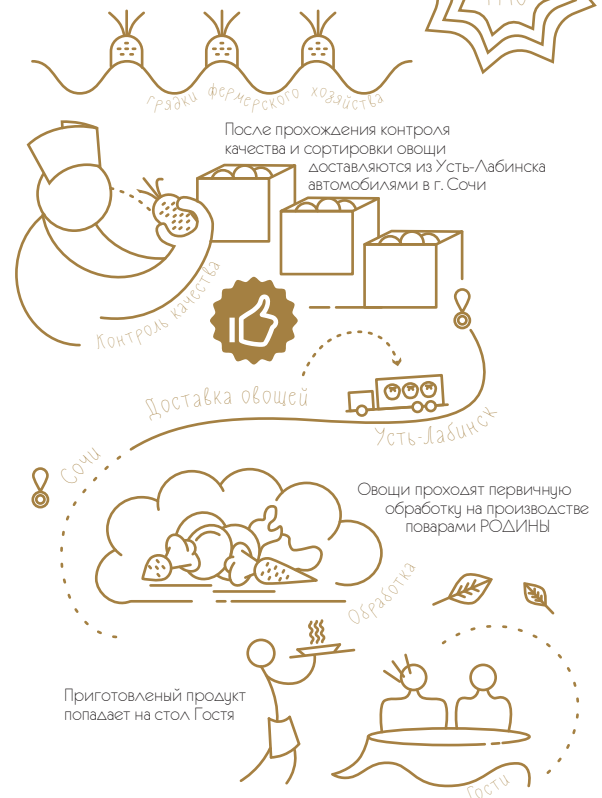 грядки фермерского хозяйства
После прохождения контроля
качества и сортировки овощи
доставляются из Усть-Лабинска
автомобилями в г. Сочи
Контроль качества
Доставка овощей
Усть-Лабинск
Сочи
Овощи проходят первичную
обработку на производстве
поварами РОДИНЫ
Обработка
Приготовленый продукт
попадает на стол Гостя
Гости